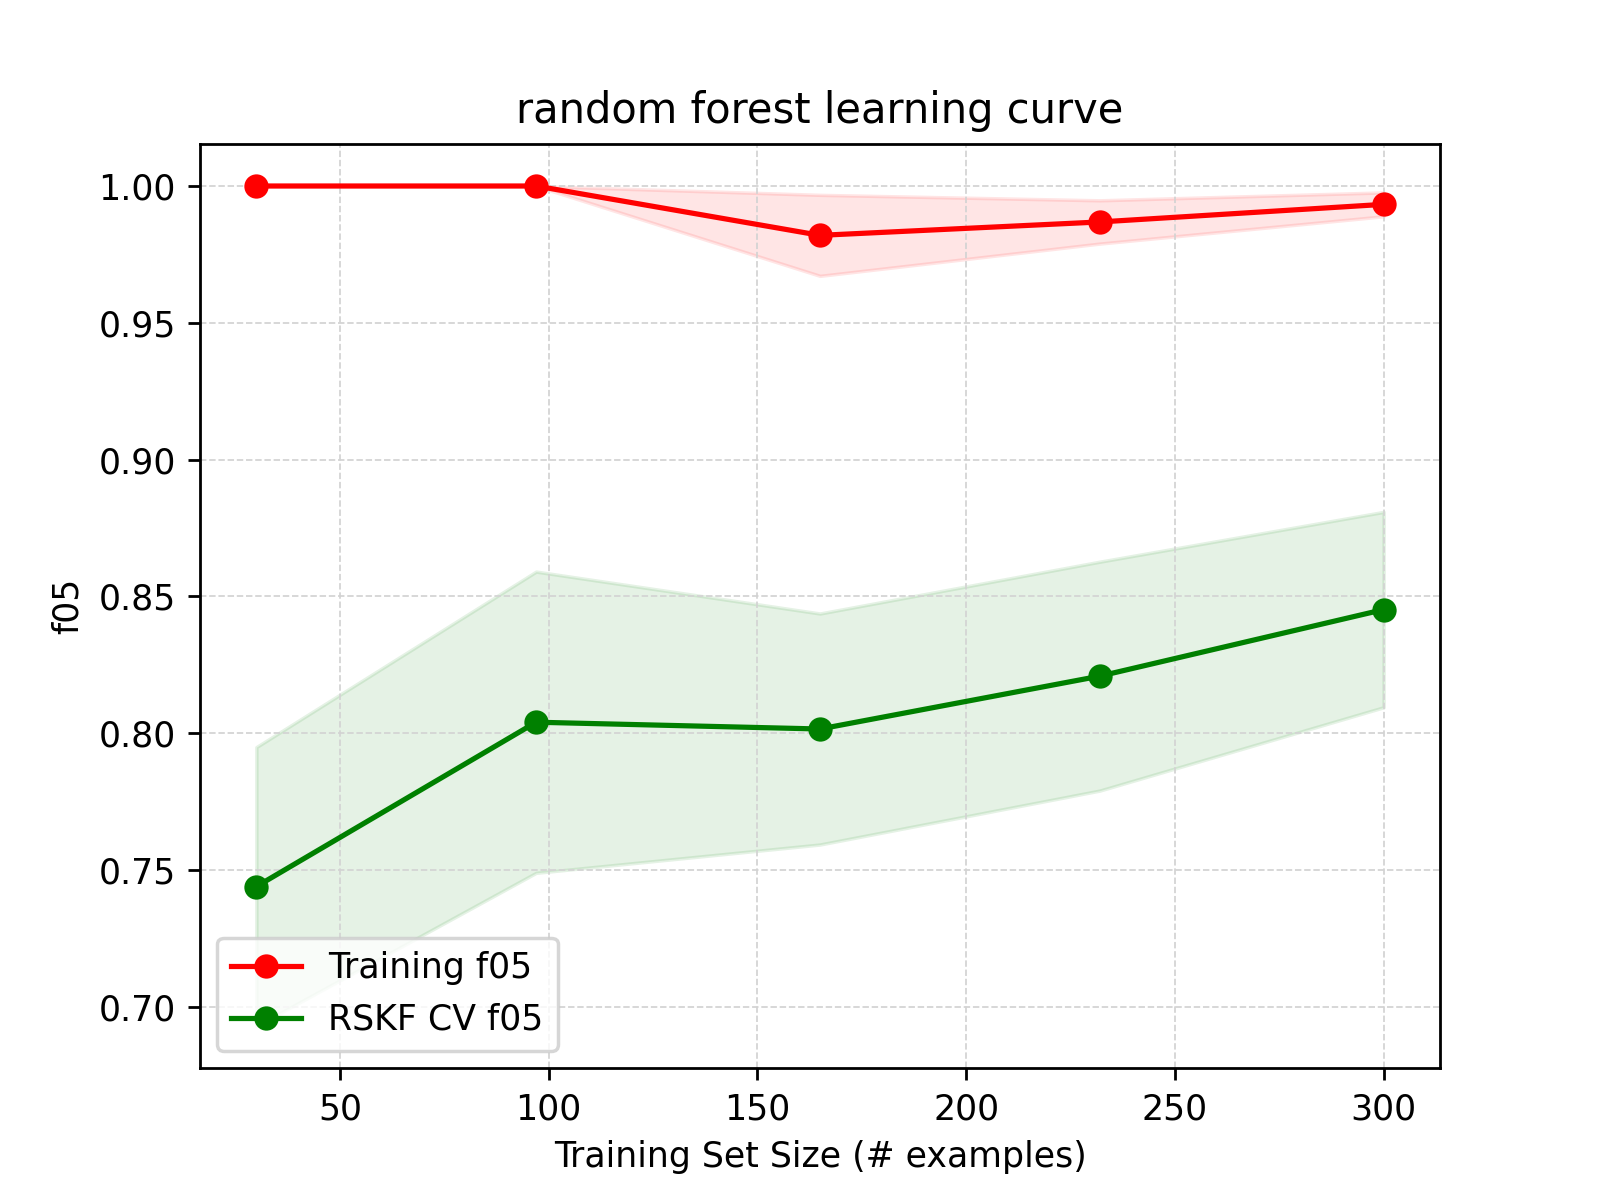 random forest learning curve
1.00
0.95
0.90
0.85
0.80
0.75
0.70
f05
Training f05
RSKF CV f05
50 100 150 200 250 300
Training Set Size (# examples)